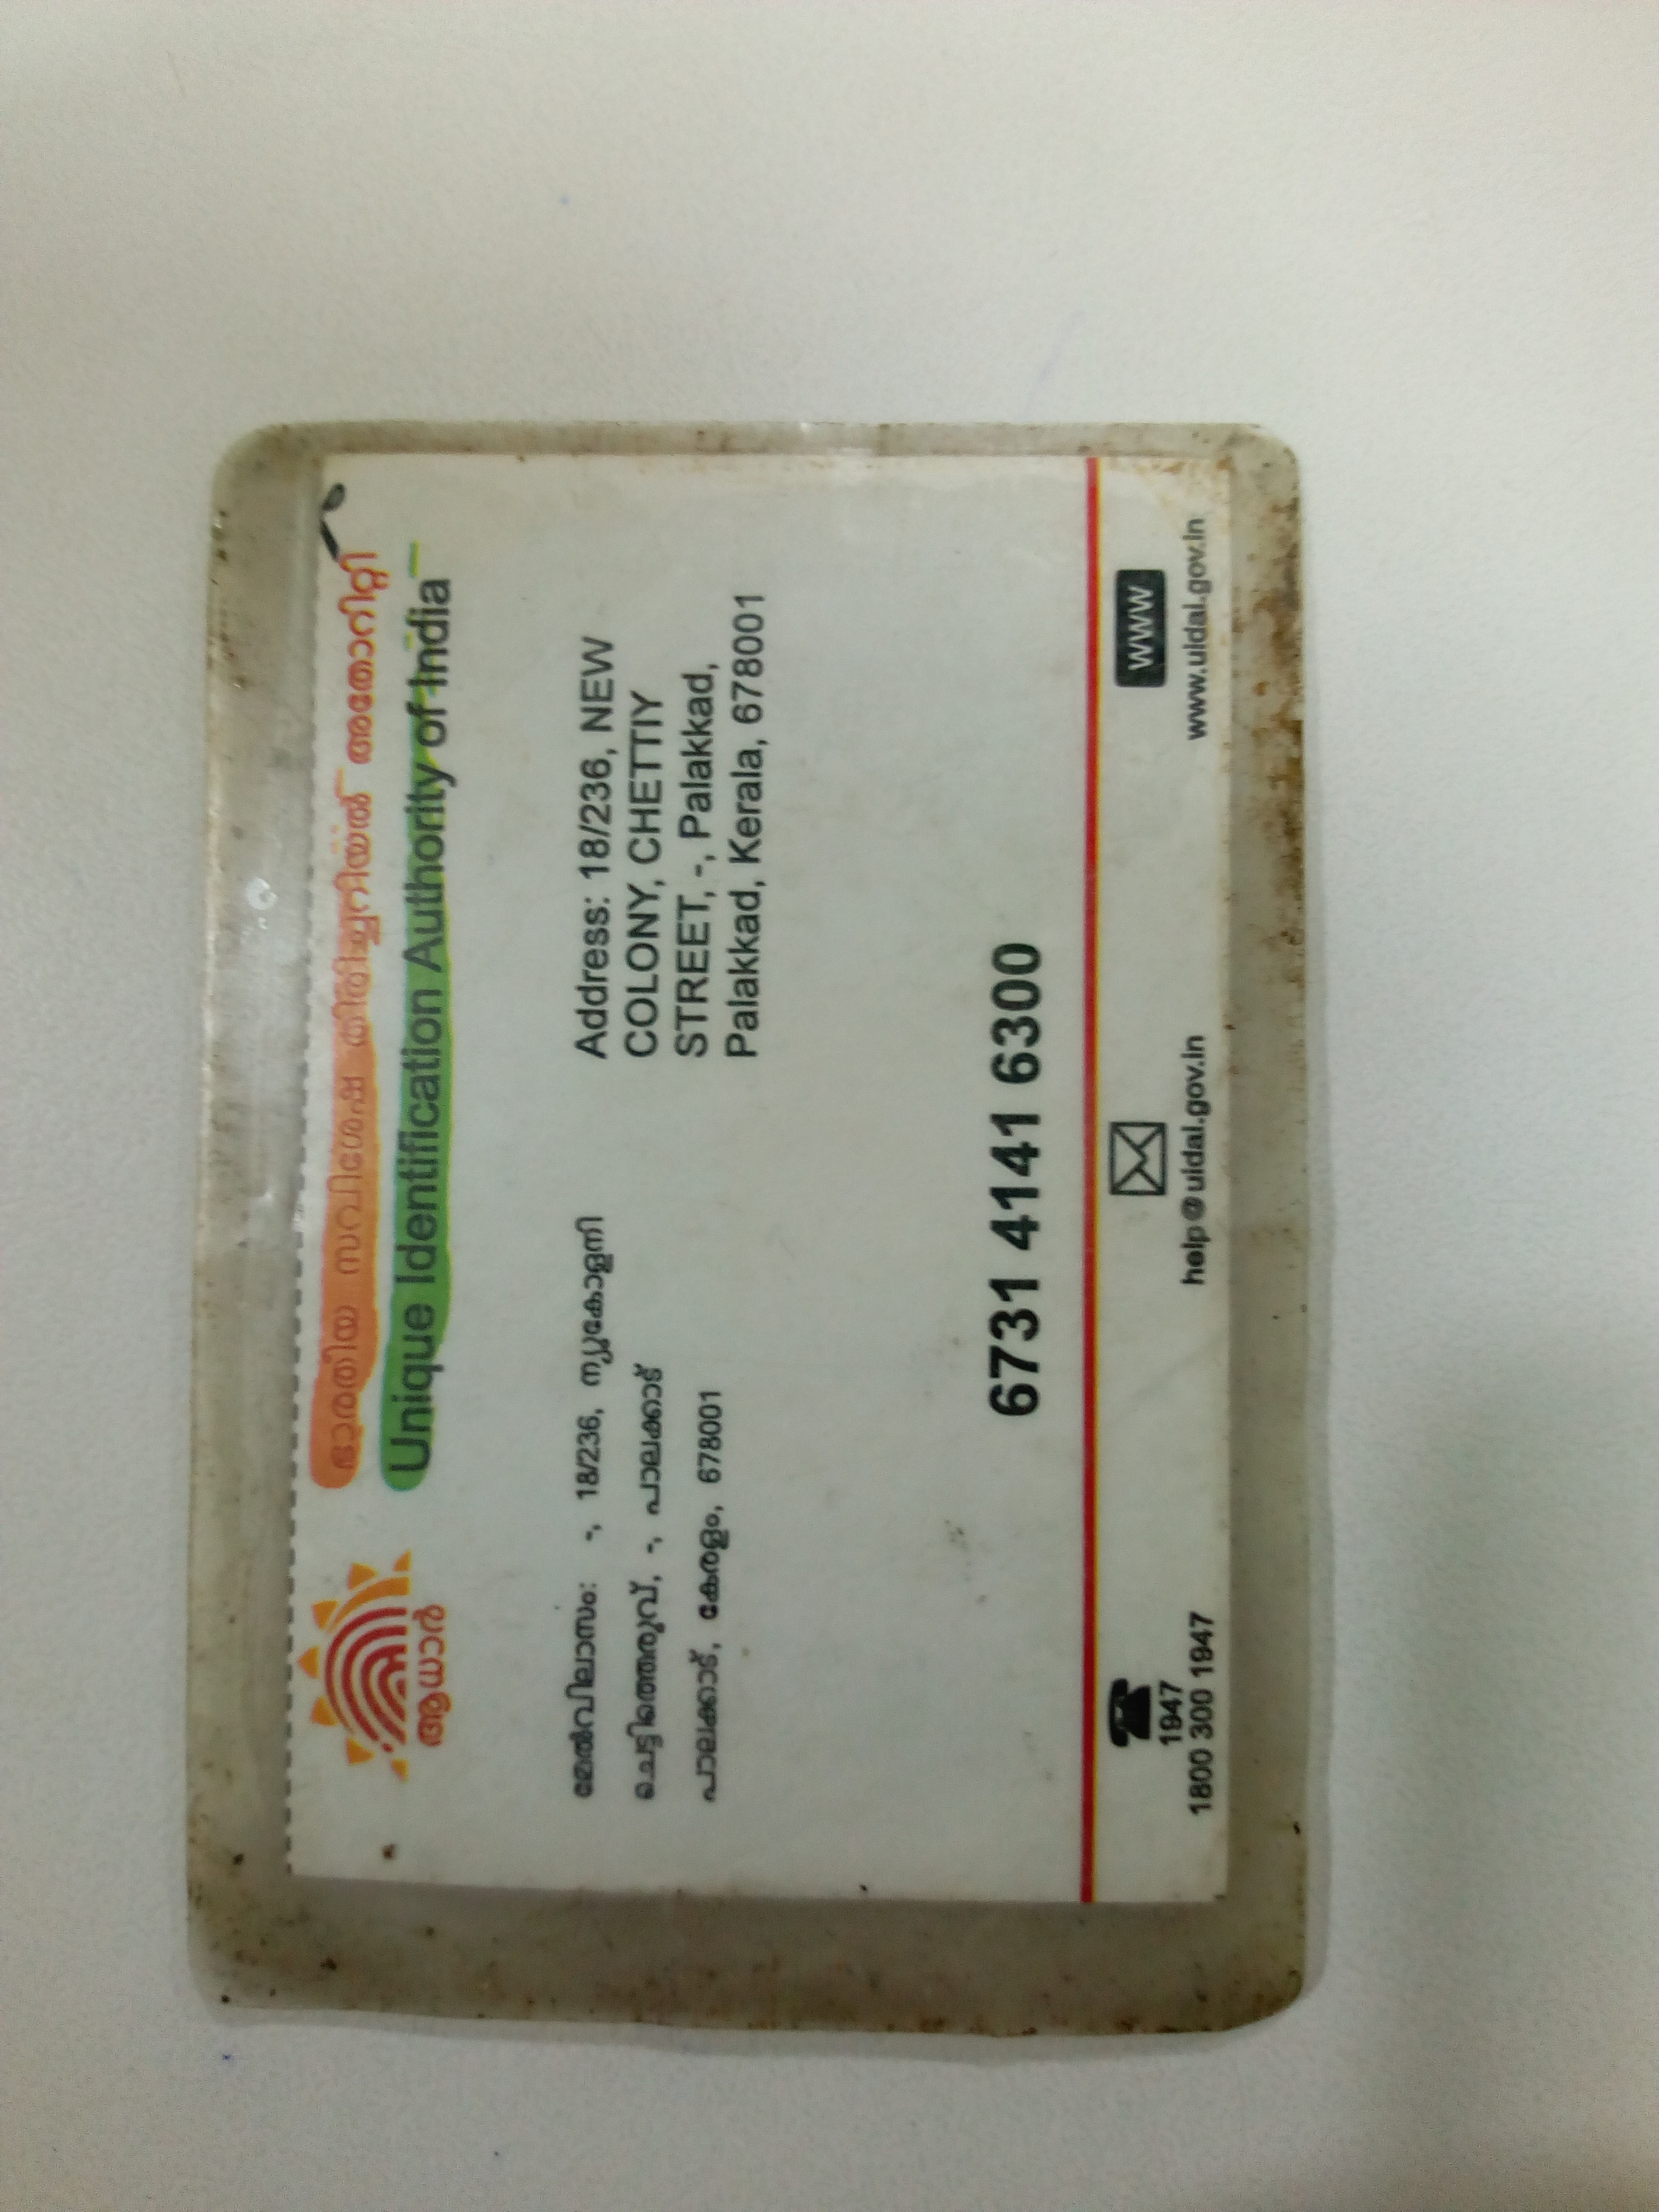 ഭാരതീയ സവിശേഷ തിരിച്ചറിയൽ അതോറിറ്റി
Unique Identification Authority of India
ആധാർ
മേൽവിലാസം: -, 18/236, ന്യൂകോളനി
ചെട്ടിത്തെരുവ്, -, പാലക്കാട്
പാലക്കാട്, കേരളം, 678001
Address: 18/236, NEW
COLONY, CHETTIY
STREET, -, Palakkad,
Palakkad, Kerala, 678001
6731 4141 6300
1947
1800 300 1947
help@uidai.gov.in
WWW
www.uidai.gov.in